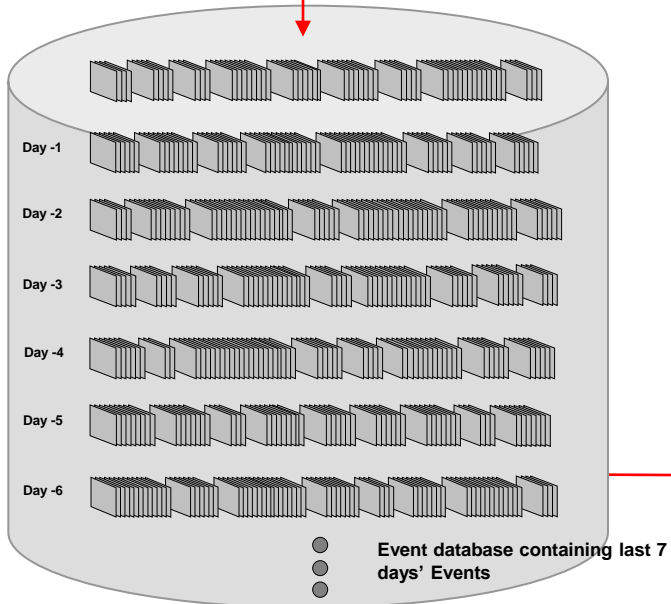 Day -1
Day -2
Day -3
Day -4
Day -5
Day -6
Event database containing last 7
days’ Events